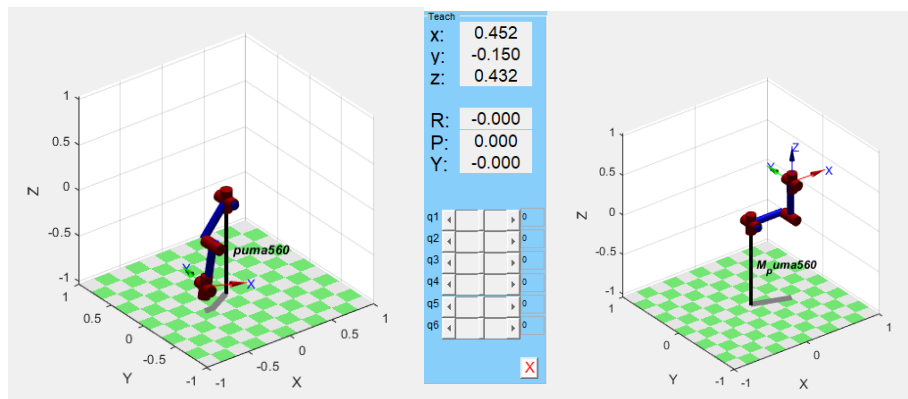 1
0.5
0
-0.5
-1
Z
puma560
Y
X
1
0.5
0
-0.5
-1
Y
-1
-0.5
0
0.5
1
X
Teach
x: 0.452
y: -0.150
z: 0.432
R: -0.000
P: 0.000
Y: -0.000
q1 0
q2 0
q3 0
q4 0
q5 0
q6 0
X
1
0.5
0
-0.5
-1
Z
Z
Y
X
Mpuma560
1
0
-1
Y
-1
0
1
X